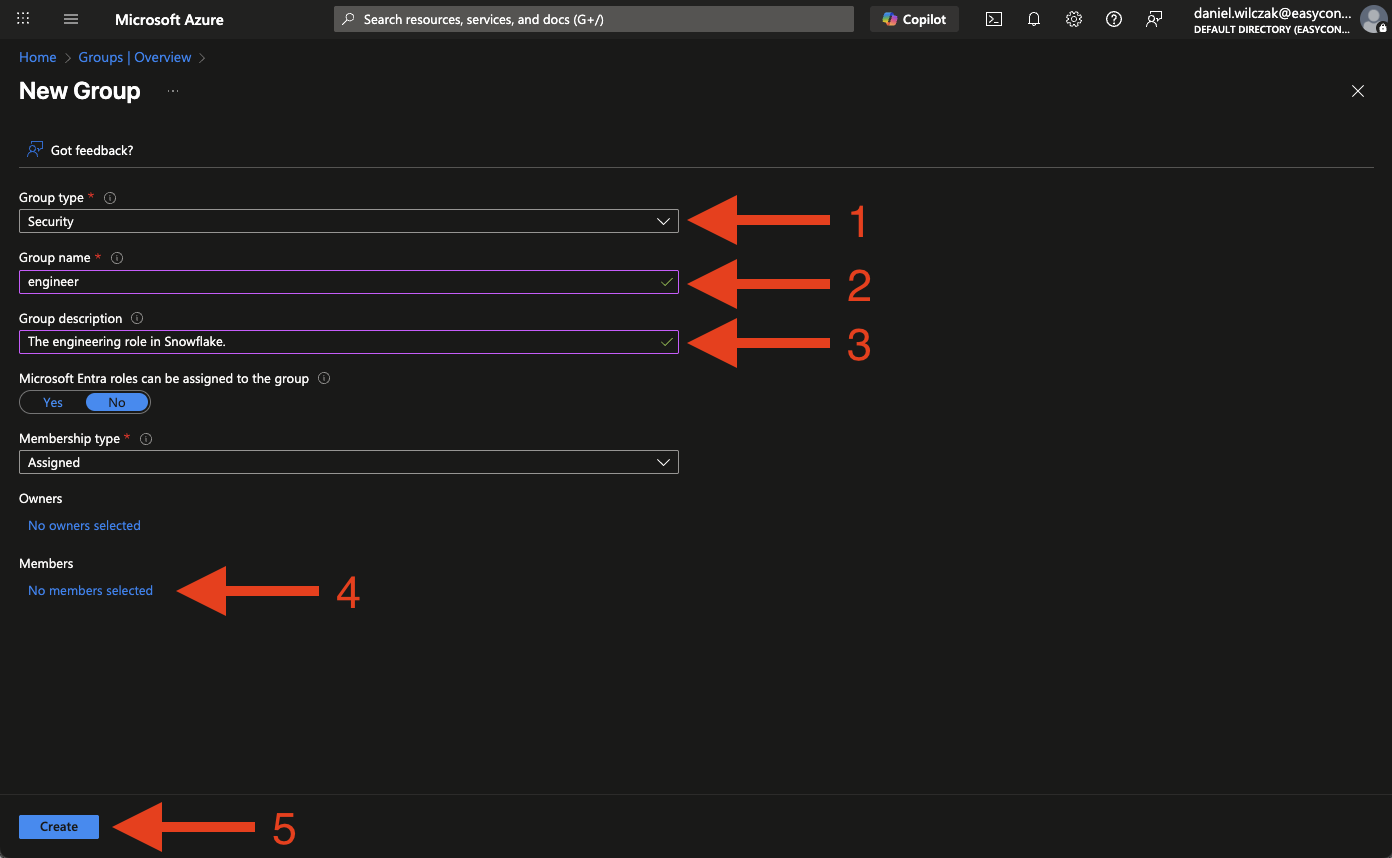 Microsoft Azure
Search resources, services, and docs (G+/)
Copilot
daniel.wilczak@easycon...
DEFAULT DIRECTORY (EASYCON...
Home > Groups | Overview >
New Group ...
Got feedback?
Group type *
Security
1
Group name *
engineer
2
Group description
The engineering role in Snowflake.
3
Microsoft Entra roles can be assigned to the group
Yes No
Membership type *
Assigned
Owners
No owners selected
Members
No members selected
4
Create
5